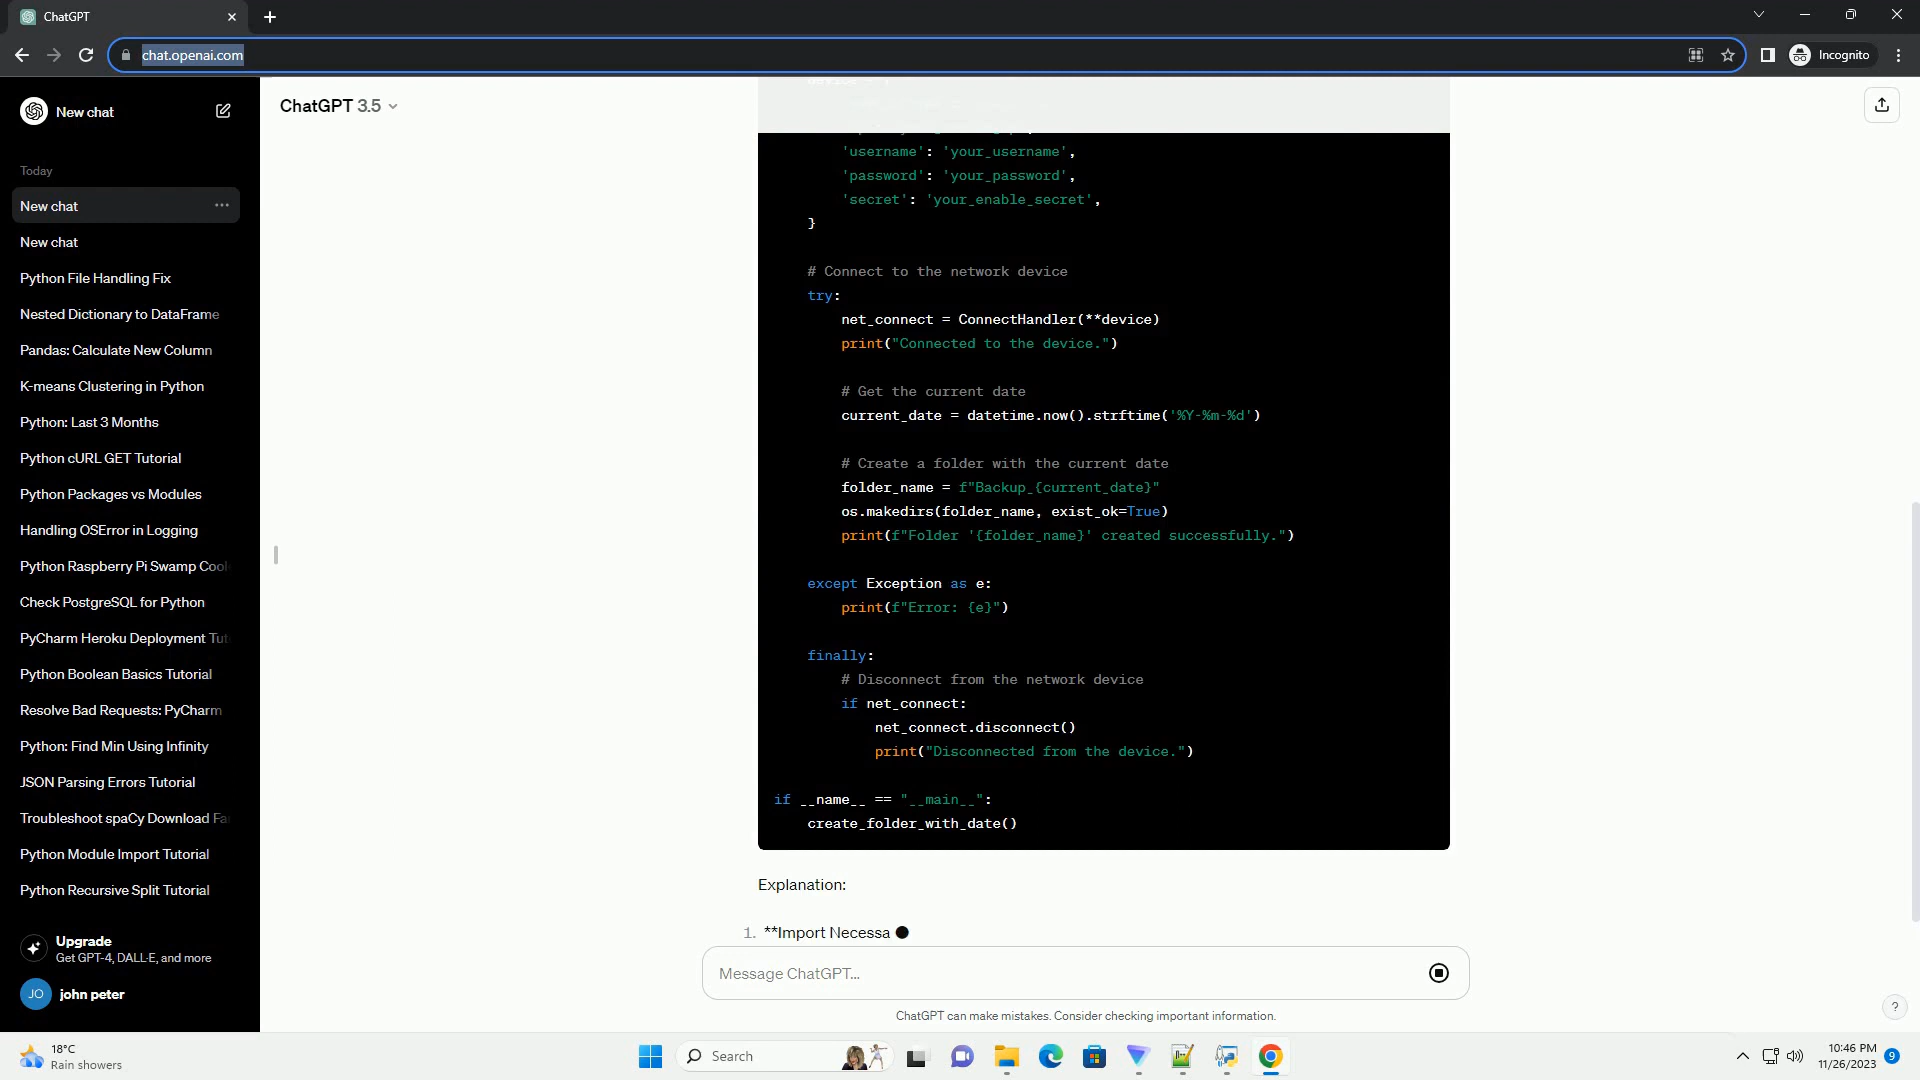 ChatGPT
chat.openai.com
Incognito
New chat
Today
New chat
New chat
Python File Handling Fix
Nested Dictionary to DataFrame
Pandas: Calculate New Column
K-means Clustering in Python
Python: Last 3 Months
Python cURL GET Tutorial
Python Packages vs Modules
Handling OSError in Logging
Python Raspberry Pi Swamp
Check PostgreSQL for Python
PyCharm Heroku Deployment
Python Boolean Basics Tutorial
Resolve Bad Requests: PyCharm
Python: Find Min Using Infinity
JSON Parsing Errors Tutorial
Troubleshoot spaCy Download
Python Module Import Tutorial
Python Recursive Split Tutorial
Upgrade
Get GPT-4, DALL·E, and more
JO john peter
ChatGPT 3.5
'username': 'your_username',
'password': 'your_password',
'secret': 'your_enable_secret',
}
# Connect to the network device
try:
net_connect = ConnectHandler(**device)
print("Connected to the device.")
# Get the current date
current_date = datetime.now().strftime('%Y-%m-%d')
# Create a folder with the current date
folder_name = f"Backup_{current_date}"
os.makedirs(folder_name, exist_ok=True)
print(f"Folder '{folder_name}' created successfully.")
except Exception as e:
print(f"Error: {e}")
finally:
# Disconnect from the network device
if net_connect:
net_connect.disconnect()
print("Disconnected from the device.")
if __name__ == "__main__":
create_folder_with_date()
Explanation:
1. **Import Necessa
Message ChatGPT...
ChatGPT can make mistakes. Consider checking important information.
?
18°C
Rain showers
Search
10:46 PM
11/26/2023
9